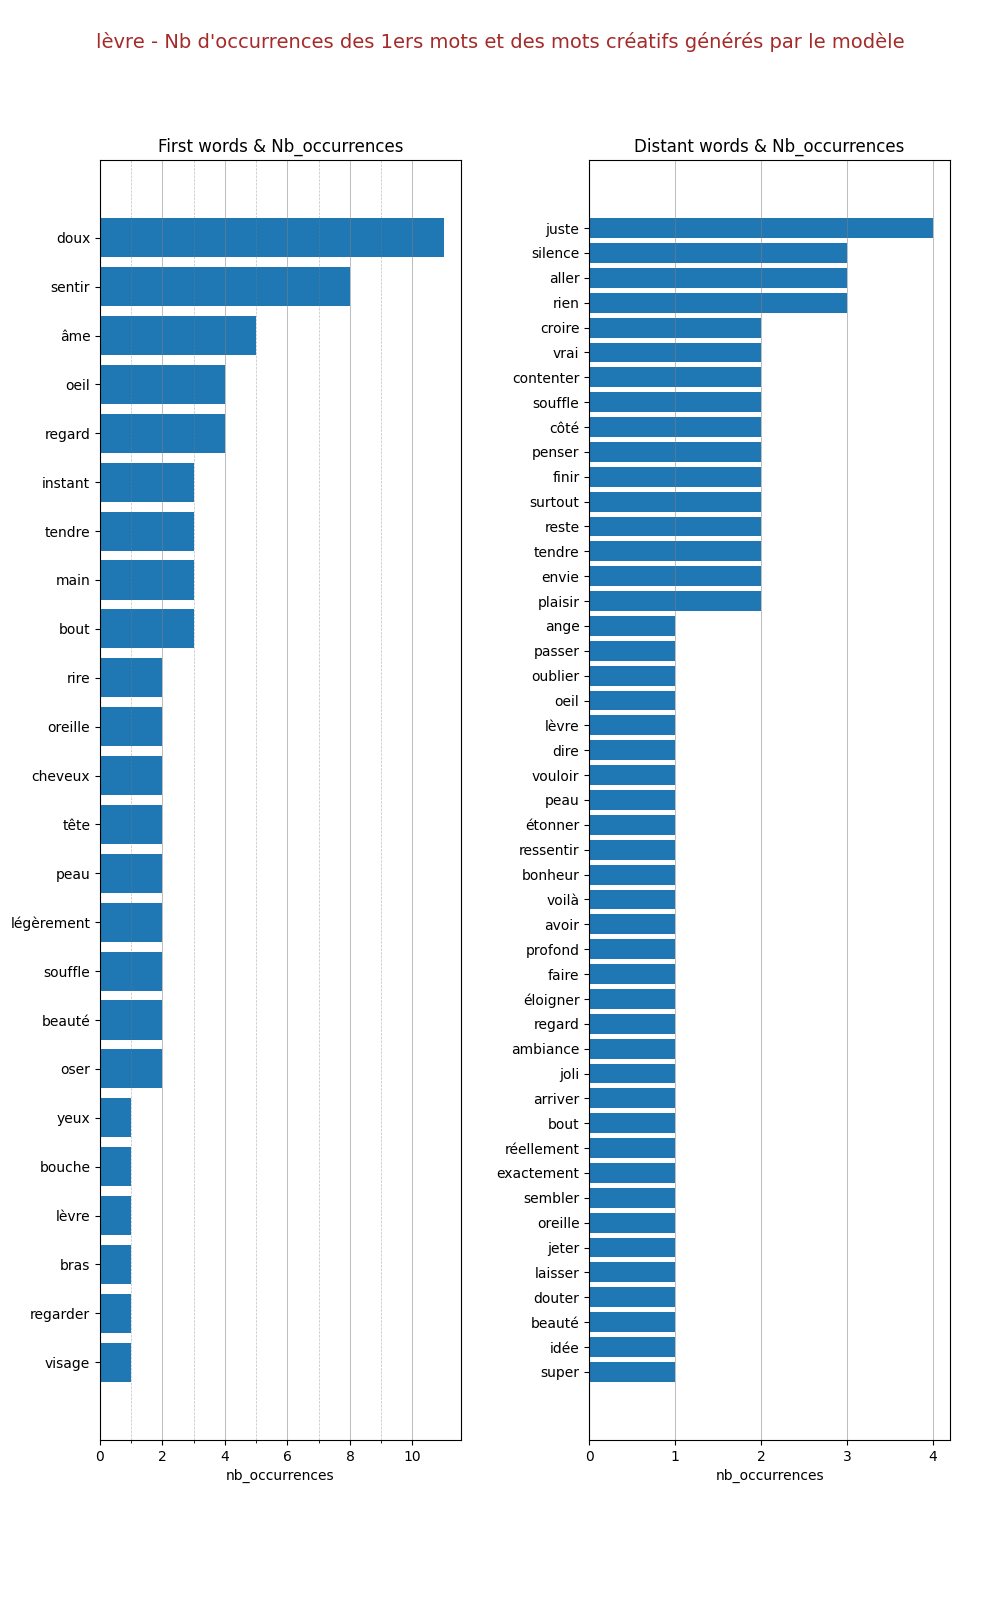 lèvre - Nb d'occurrences des 1ers mots et des mots créatifs générés par le modèle
First words & Nb_occurrences
doux
sentir
âme
oeil
regard
instant
tendre
main
bout
rire
oreille
cheveux
tête
peau
légèrement
souffle
beauté
oser
yeux
bouche
lèvre
bras
regarder
visage
0 2 4 6 8 10
nb_occurrences
Distant words & Nb_occurrences
juste
silence
aller
rien
croire
vrai
contenter
souffle
côté
penser
finir
surtout
reste
tendre
envie
plaisir
ange
passer
oublier
oeil
lèvre
dire
vouloir
peau
étonner
ressentir
bonheur
voilà
avoir
profond
faire
éloigner
regard
ambiance
joli
arriver
bout
réellement
exactement
sembler
oreille
jeter
laisser
douter
beauté
idée
super
0 1 2 3 4
nb_occurrences